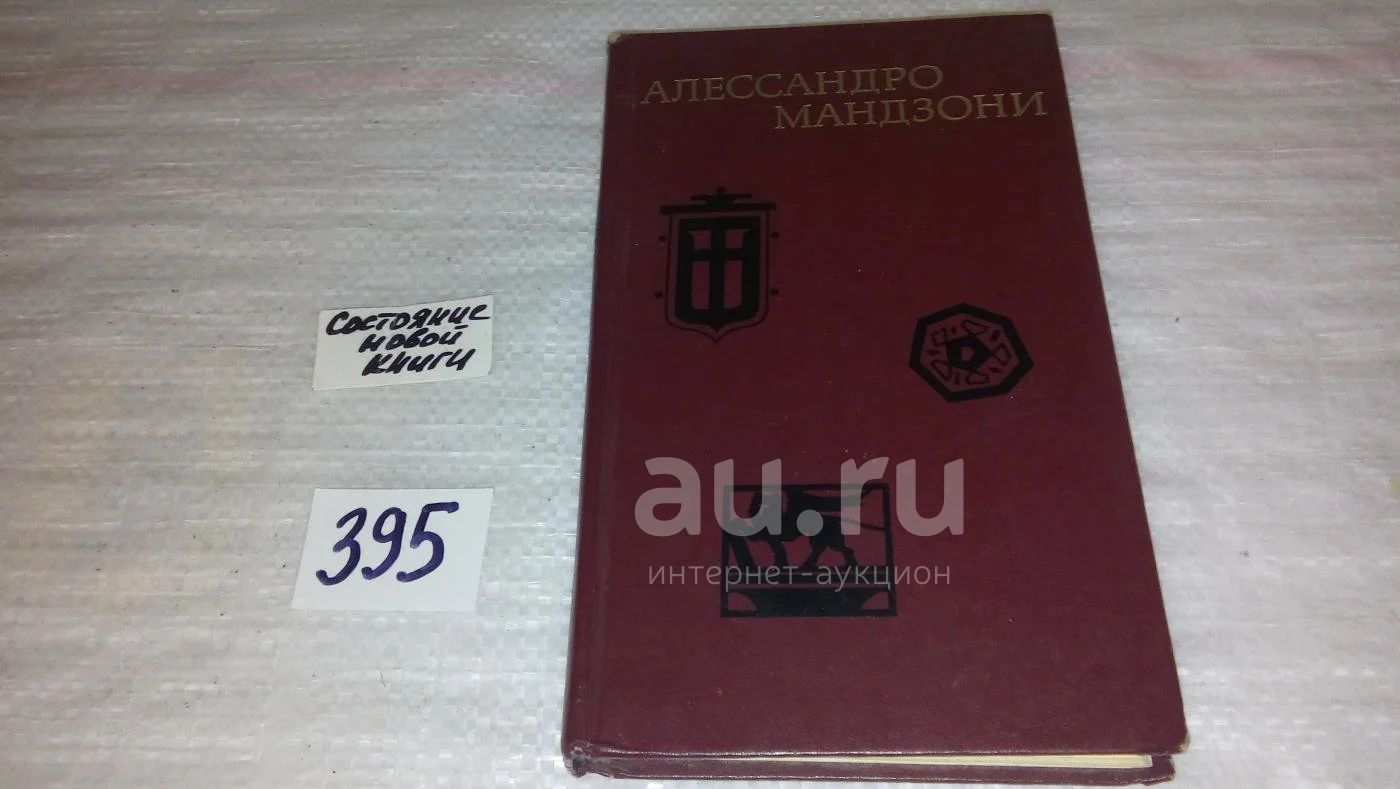 АЛЕССАНДРО
МАНДЗОНИ
Состояние
новой
книги
395
au.ru
интернет-аукцион